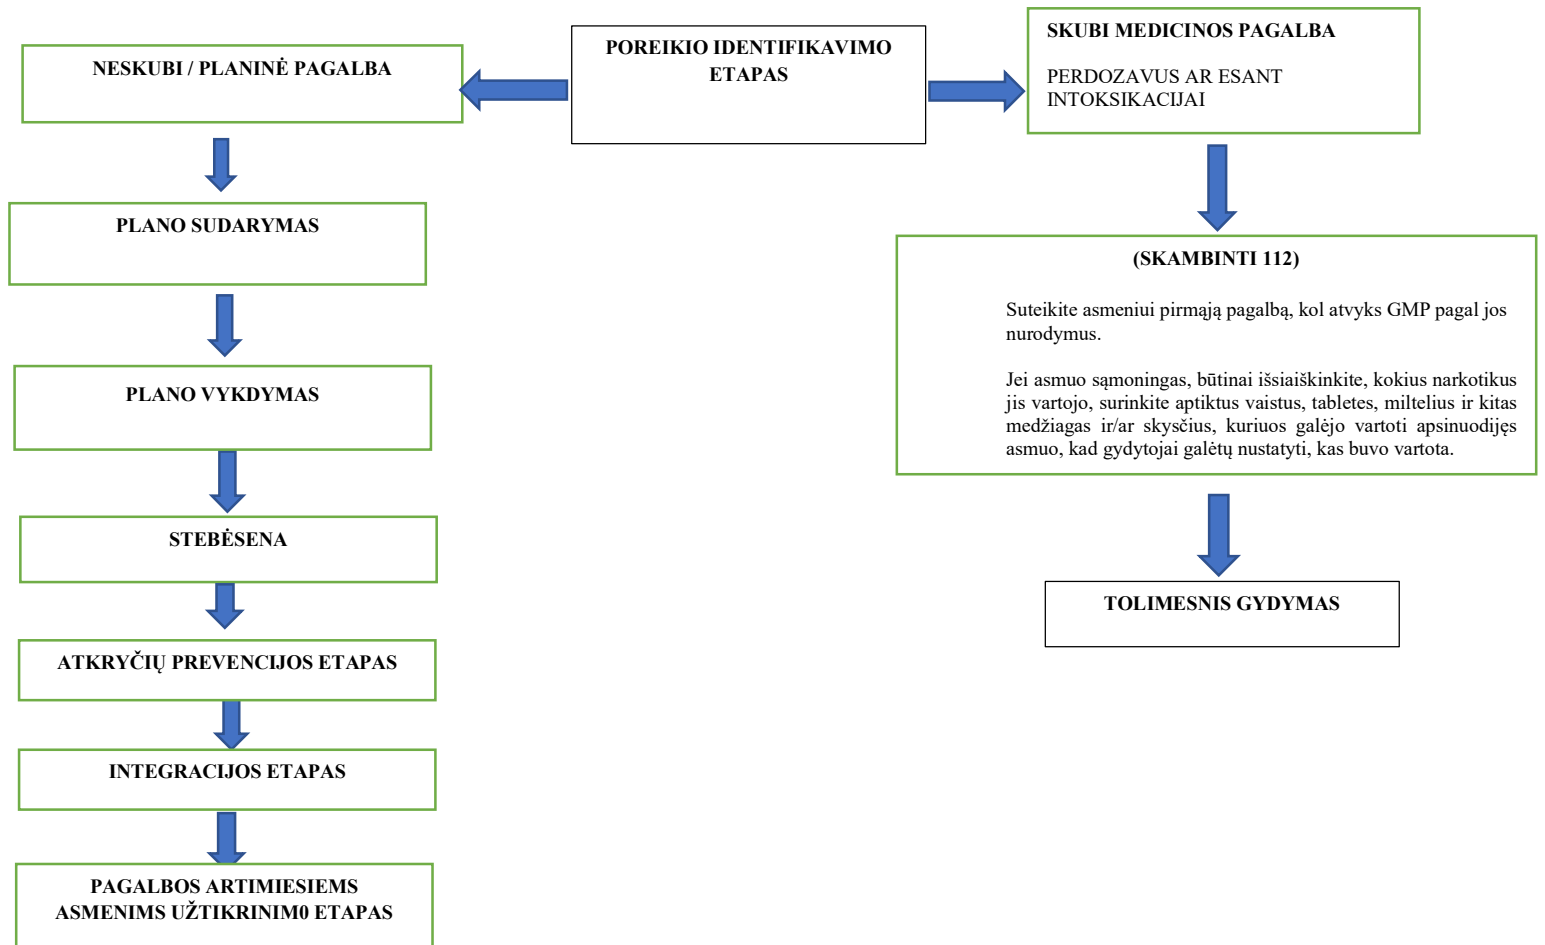 POREIKIO IDENTIFIKAVIMO
ETAPAS
NESKUBI / PLANINĖ PAGALBA
PLANO SUDARYMAS
PLANO VYKDYMAS
STEBĖSENA
ATKRYČIŲ PREVENCIJOS ETAPAS
INTEGRACIJOS ETAPAS
PAGALBOS ARTIMIESIEMS
ASMENIMS UŽTIKRINIM0 ETAPAS
SKUBI MEDICINOS PAGALBA
PERDOZAVUS AR ESANT
INTOKSIKACIJAI
(SKAMBINTI 112)
Suteikite asmeniui pirmąją pagalbą, kol atvyks GMP pagal jos
nurodymus.
Jei asmuo sąmoningas, būtinai išsiaiškinkite, kokius narkotikus
jis vartojo, surinkite aptiktus vaistus, tabletes, miltelius ir kitas
medžiagas ir/ar skysčius, kuriuos galėjo vartoti apsinuodijęs
asmuo, kad gydytojai galėtų nustatyti, kas buvo vartota.
TOLIMESNIS GYDYMAS